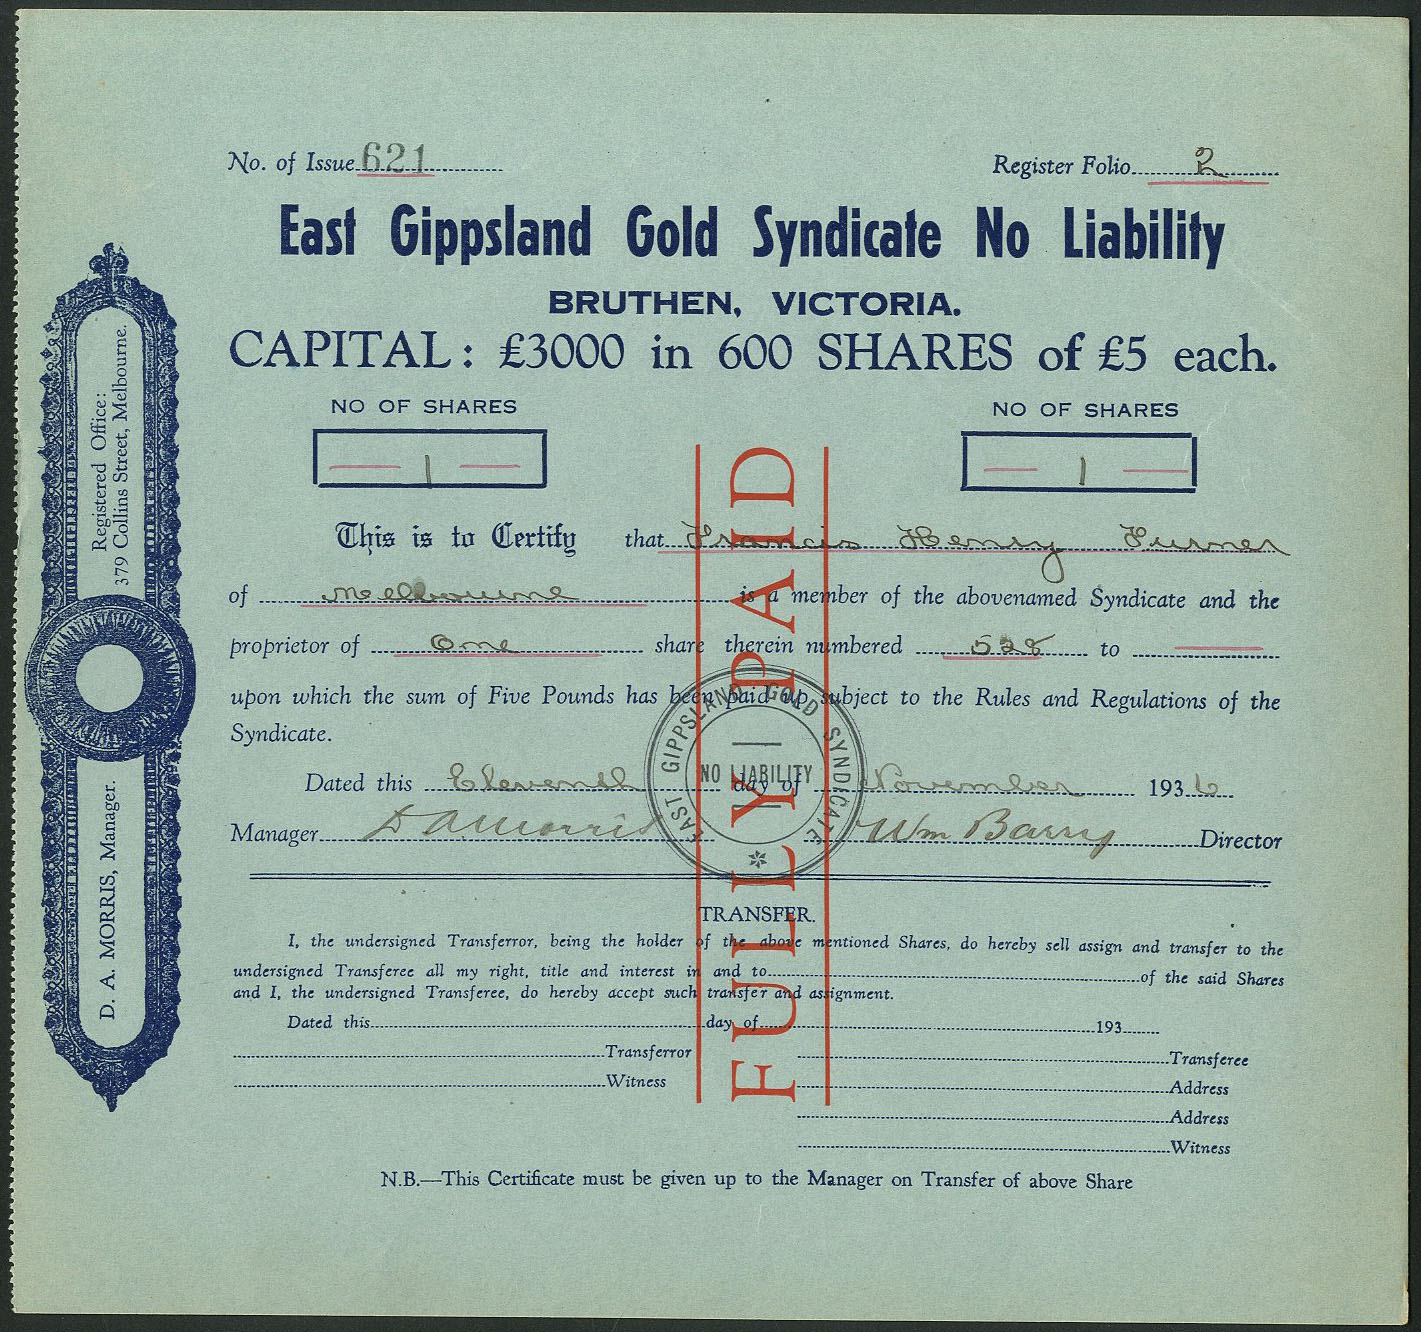 No. of Issue 621
Register Folio 2
East Gippsland Gold Syndicate No Liability
BRUTHEN, VICTORIA.
CAPITAL: £3000 in 600 SHARES of £5 each.
NO OF SHARES
NO OF SHARES
— 1 —
— 1 —
This is to Certify that Francis Henry Turner
of Melbourne is a member of the abovenamed Syndicate and the
proprietor of One share therein numbered 528 to —
upon which the sum of Five Pounds has been paid up subject to the Rules and Regulations of the
Syndicate.
Dated this Eleventh day of November 1936
Manager D A Morris Wm Barry Director
EAST GIPPSLAND GOLD SYNDICATE
NO LIABILITY
FULLY PAID
TRANSFER.
I, the undersigned Transferror, being the holder of the above mentioned Shares, do hereby sell assign and transfer to the
undersigned Transferee all my right, title and interest in and to of the said Shares
and I, the undersigned Transferee, do hereby accept such transfer and assignment.
Dated this day of 193
Transferror
Transferee
Witness
Address
Address
Witness
N.B.—This Certificate must be given up to the Manager on Transfer of above Share
Registered Office:
379 Collins Street, Melbourne.
D. A. MORRIS, Manager.